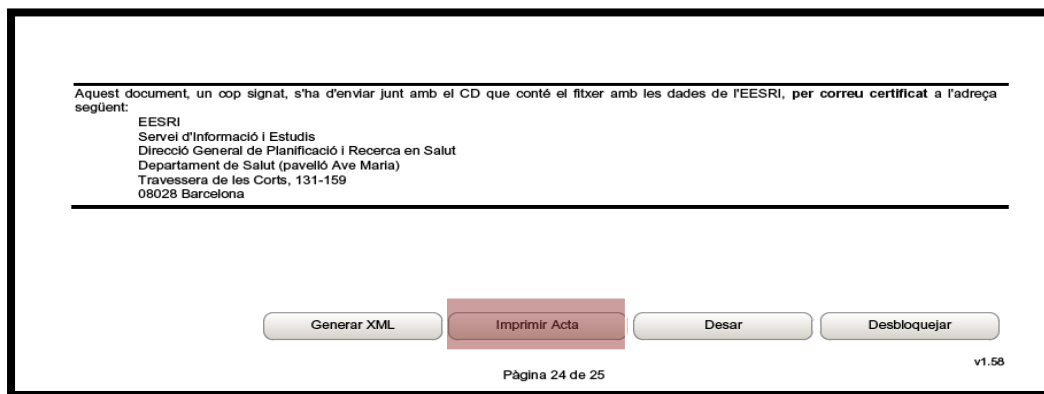 Aquest document, un cop signat, s'ha d'enviar junt amb el CD que conté el fitxer amb les dades de l'EESRI, per correu certificat a l'adreça
següent:
EESRI
Servei d'Informació i Estudis
Direcció General de Planificació i Recerca en Salut
Departament de Salut (pavelló Ave Maria)
Travessera de les Corts, 131-159
08028 Barcelona
Generar XML Imprimir Acta Desar Desbloquejar
v1.58
Pàgina 24 de 25